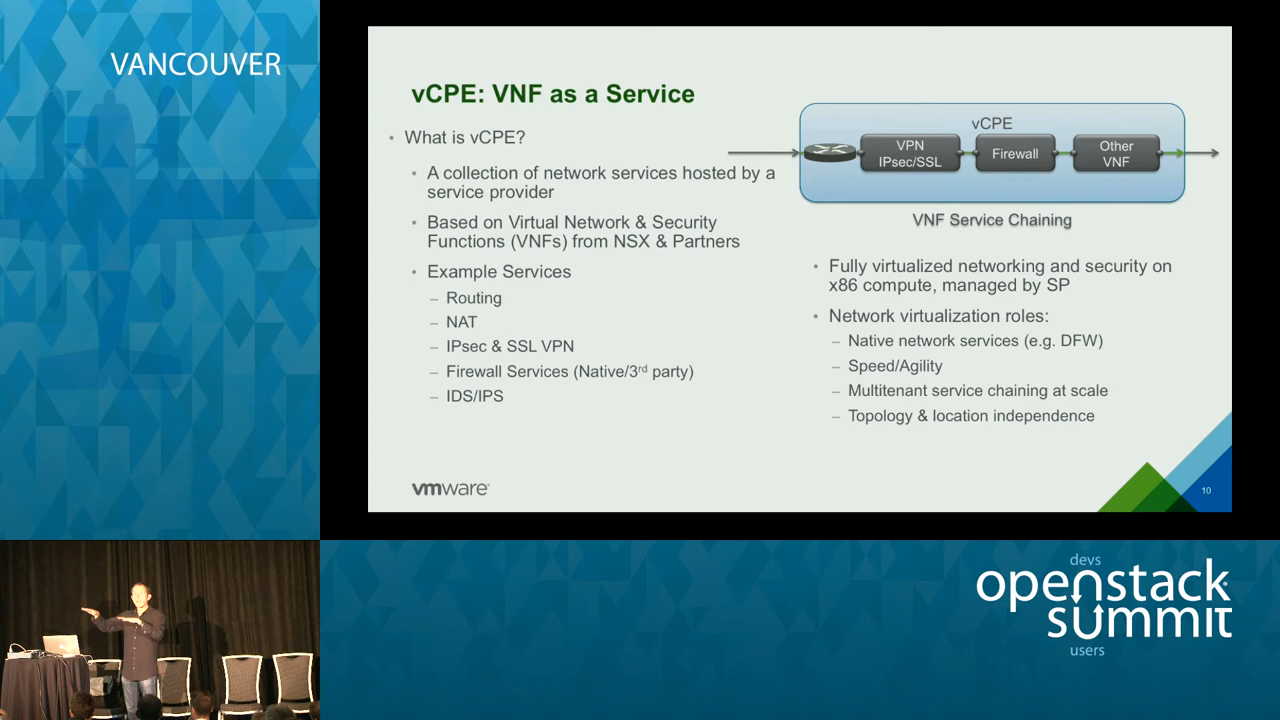 VANCOUVER
vCPE: VNF as a Service
• What is vCPE?
• A collection of network services hosted by a
service provider
• Based on Virtual Network & Security
Functions (VNFs) from NSX & Partners
• Example Services
– Routing
– NAT
– IPsec & SSL VPN
– Firewall Services (Native/3rd party)
– IDS/IPS
vCPE
VPN
IPsec/SSL
Firewall
Other
VNF
VNF Service Chaining
• Fully virtualized networking and security on
x86 compute, managed by SP
• Network virtualization roles:
– Native network services (e.g. DFW)
– Speed/Agility
– Multitenant service chaining at scale
– Topology & location independence
vmware®
10
devs
openstack
summit
users